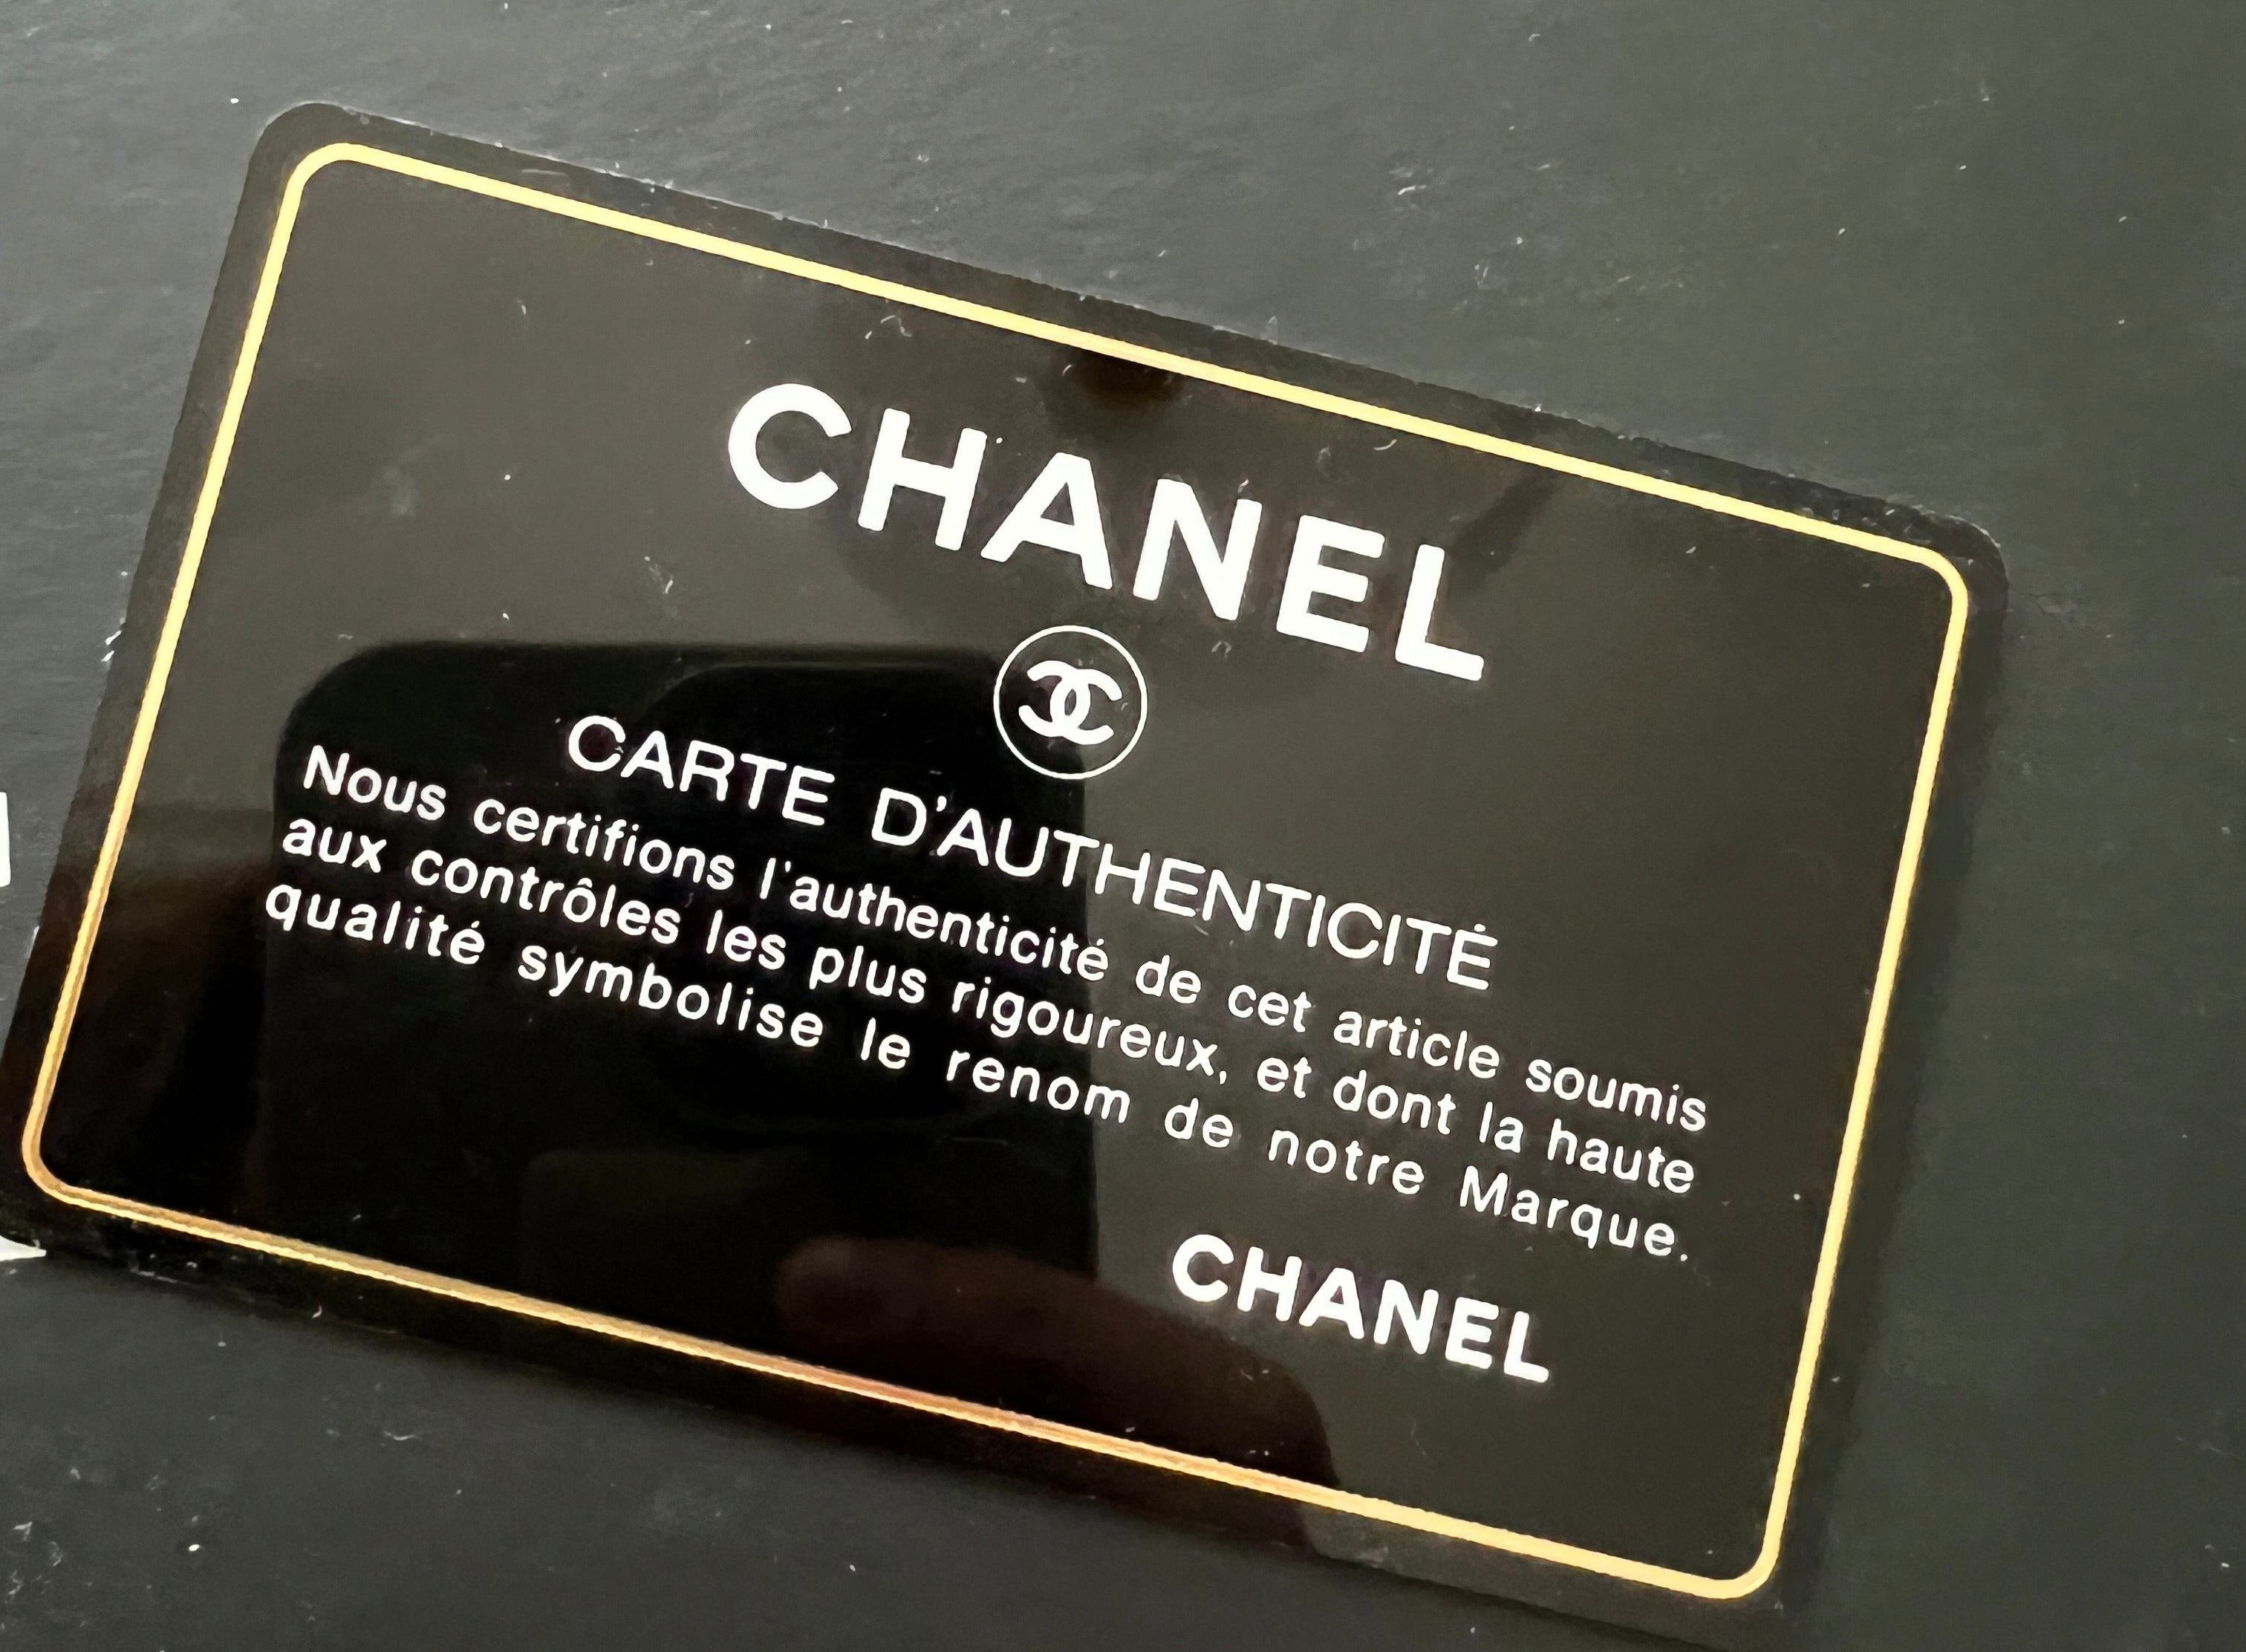 CHANEL
CARTE D'AUTHENTICITÉ
Nous certifions l'authenticité de cet article soumis
aux contrôles les plus rigoureux, et dont la haute
qualité symbolise le renom de notre Marque.
CHANEL